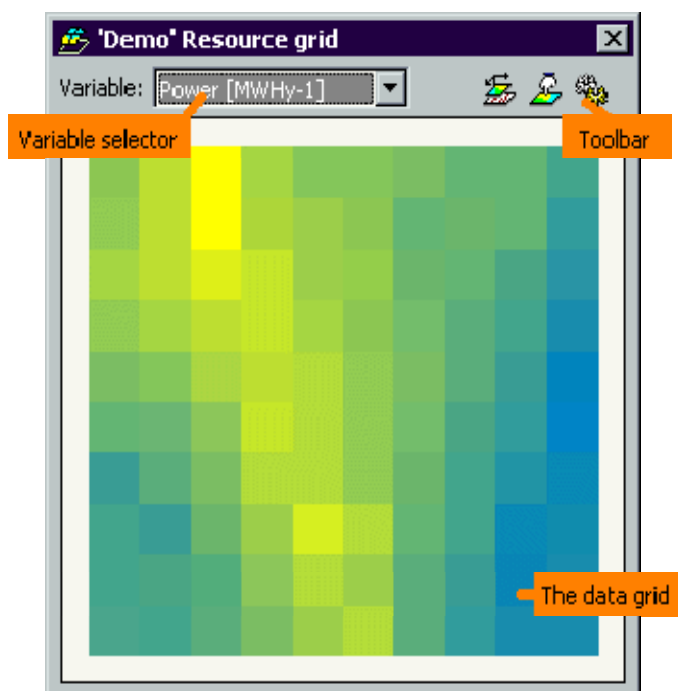 'Demo' Resource grid
Variable: Power [MWHy-1]
Variable selector
Toolbar
The data grid